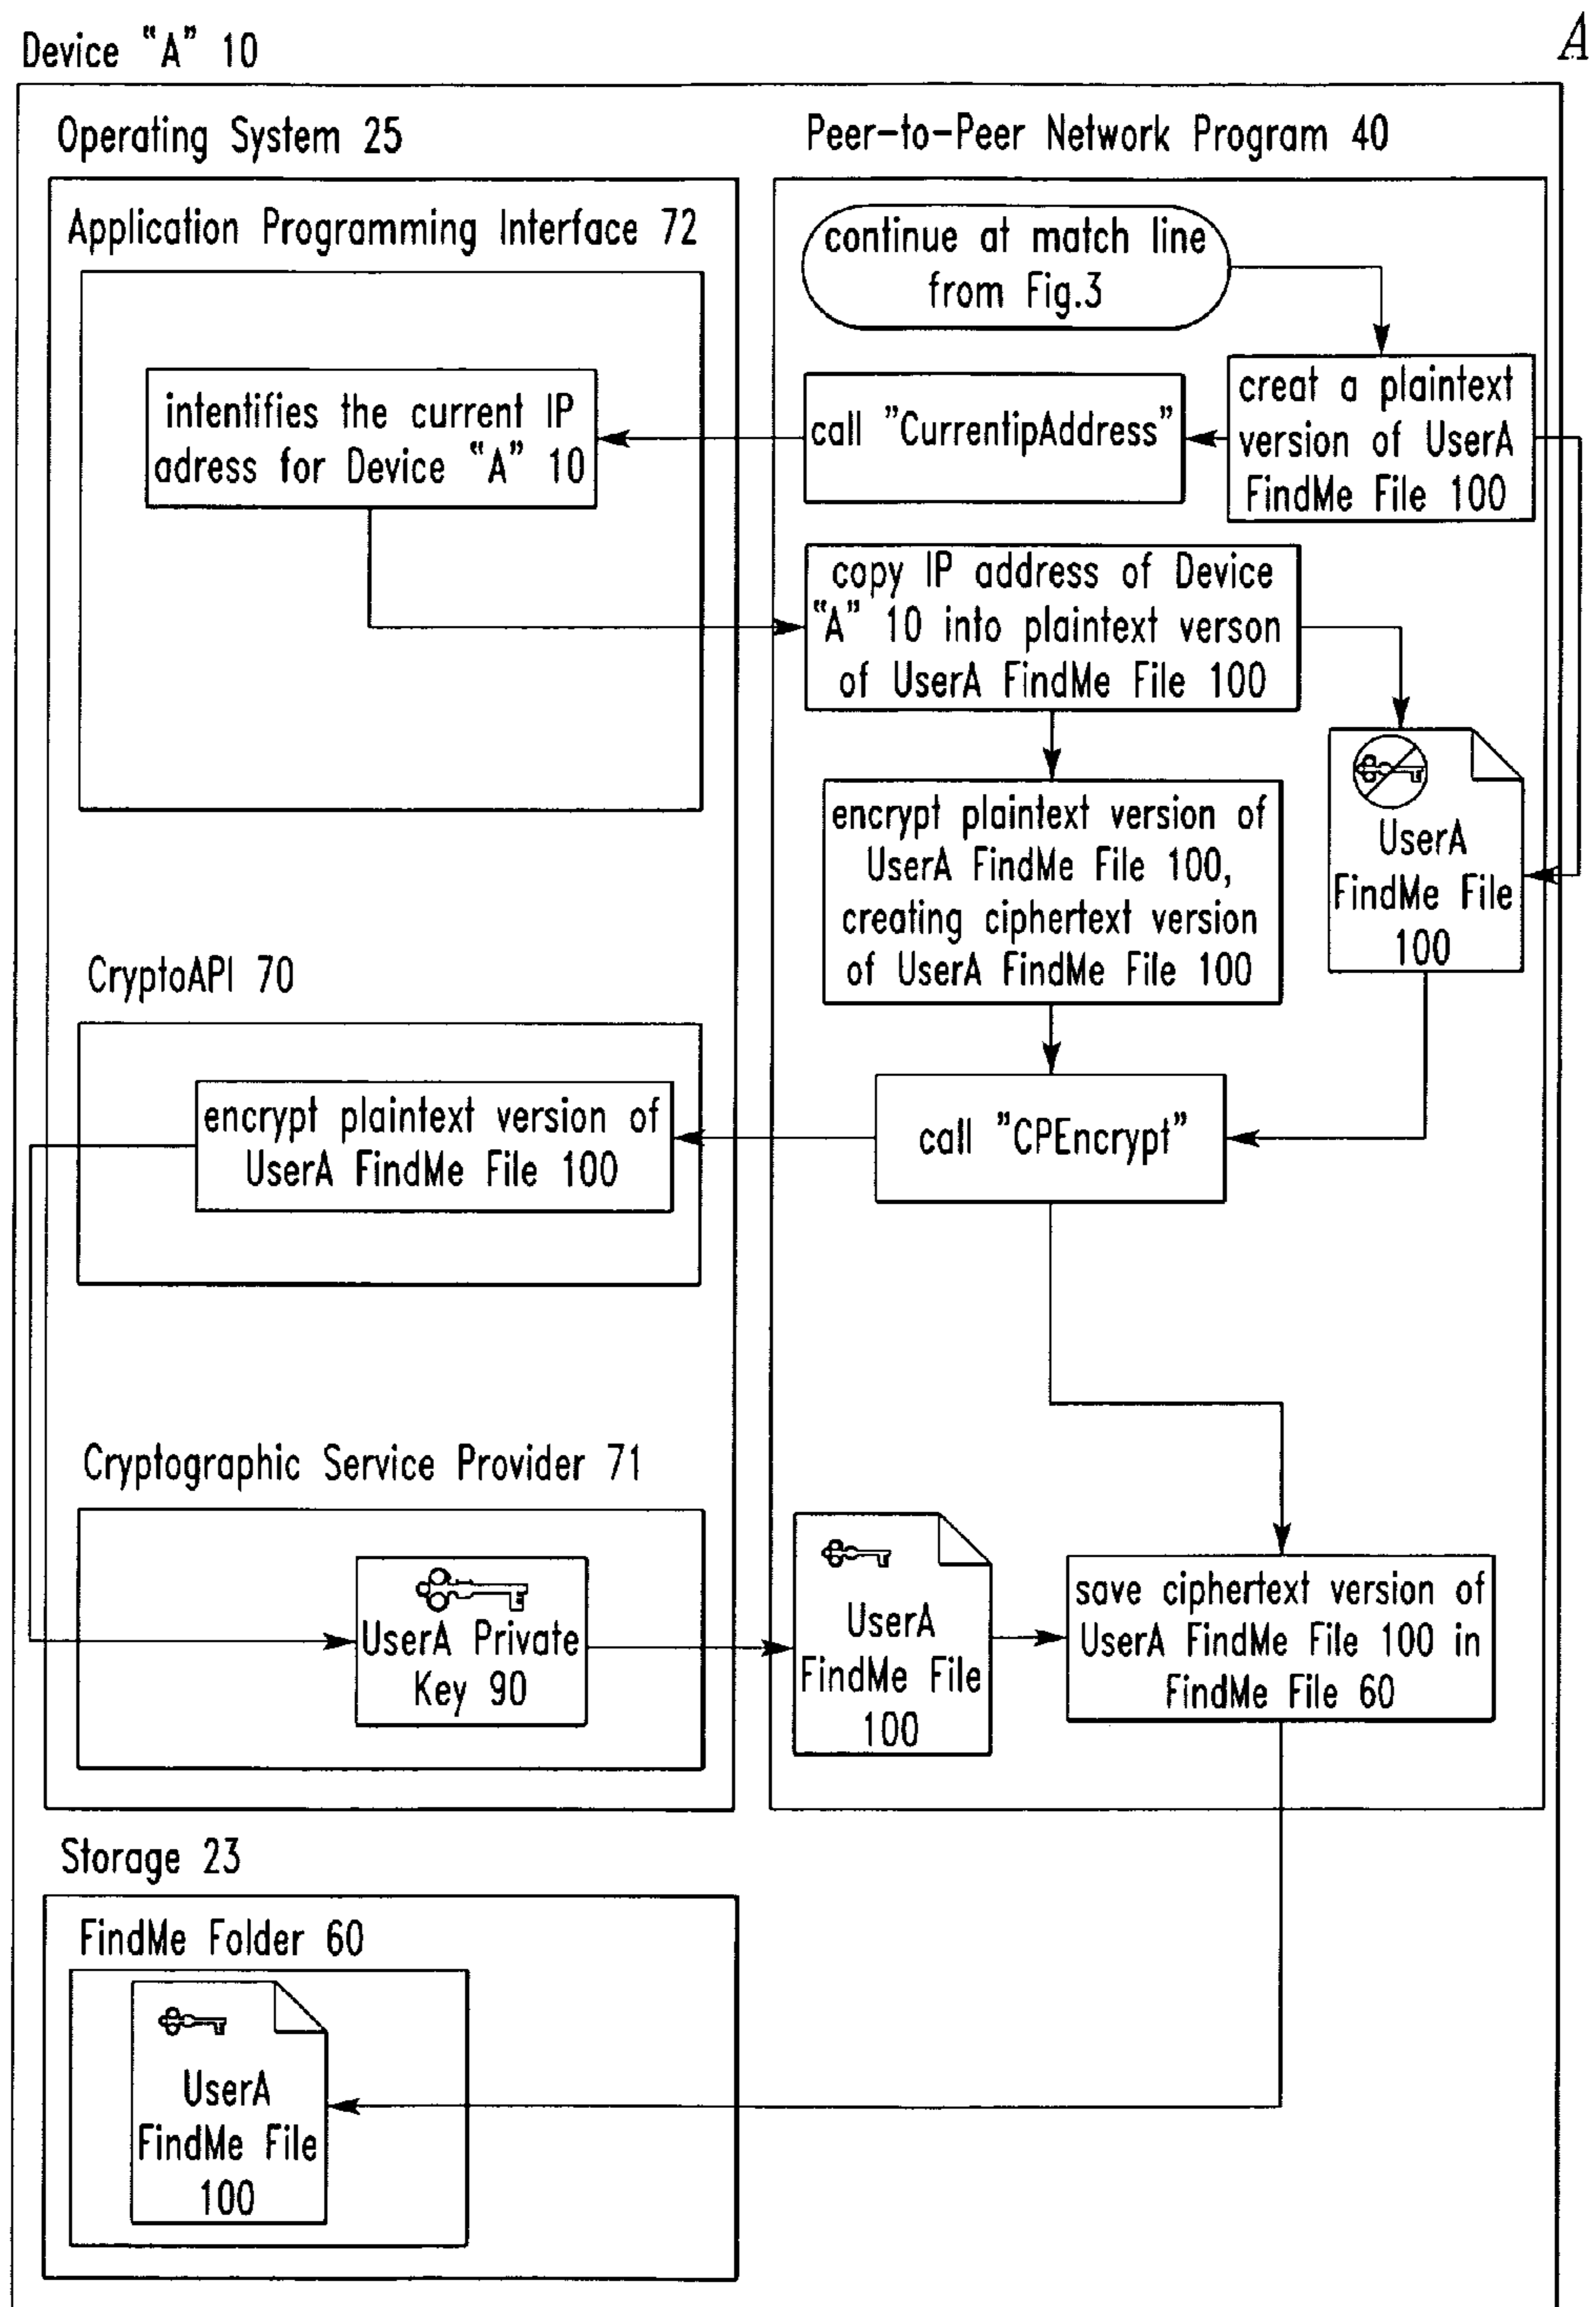 Device "A" 10
A
Operating System 25
Peer-to-Peer Network Program 40
Application Programming Interface 72
continue at match line
from Fig.3
intentifies the current IP
adress for Device "A" 10
call "CurrentipAddress"
creat a plaintext
version of UserA
FindMe File 100
copy IP address of Device
"A" 10 into plaintext verson
of UserA FindMe File 100
UserA
FindMe File
100
encrypt plaintext version of
UserA FindMe File 100,
creating ciphertext version
of UserA FindMe File 100
CryptoAPI 70
encrypt plaintext version of
UserA FindMe File 100
call "CPEncrypt"
Cryptographic Service Provider 71
UserA Private
Key 90
UserA
FindMe File
100
save ciphertext version of
UserA FindMe File 100 in
FindMe File 60
Storage 23
FindMe Folder 60
UserA
FindMe File
100